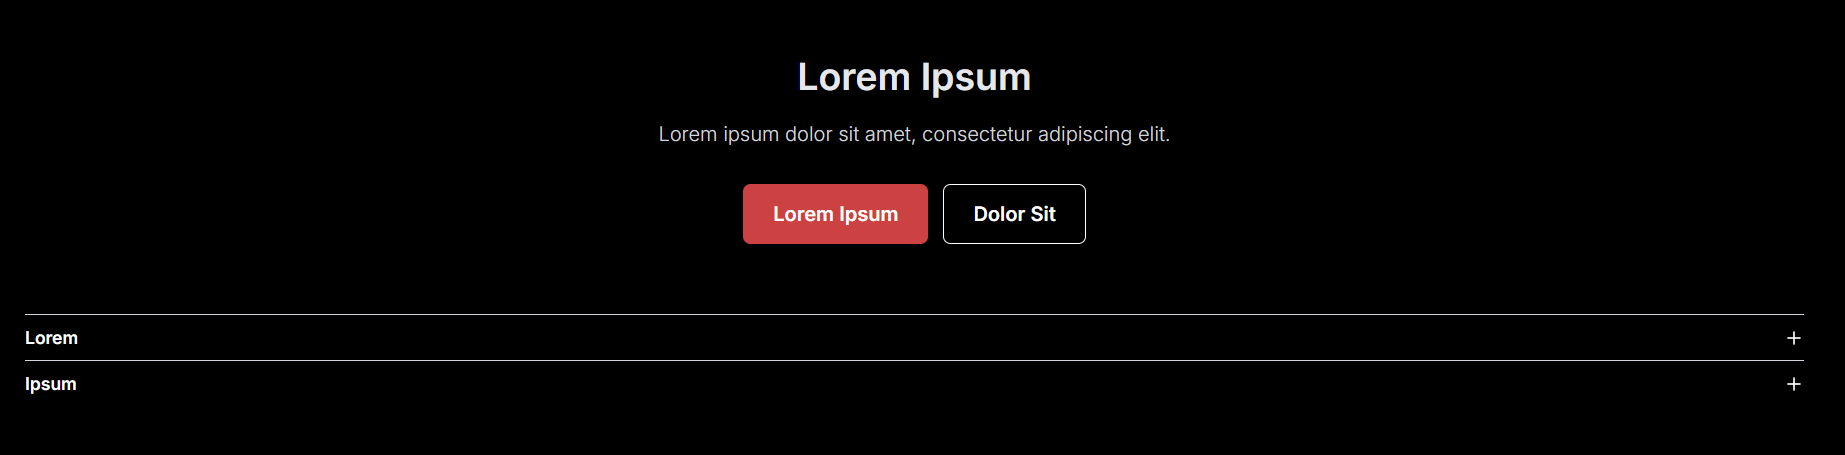 Lorem Ipsum
Lorem ipsum dolor sit amet, consectetur adipiscing elit.
Lorem Ipsum
Dolor Sit
Lorem
Ipsum